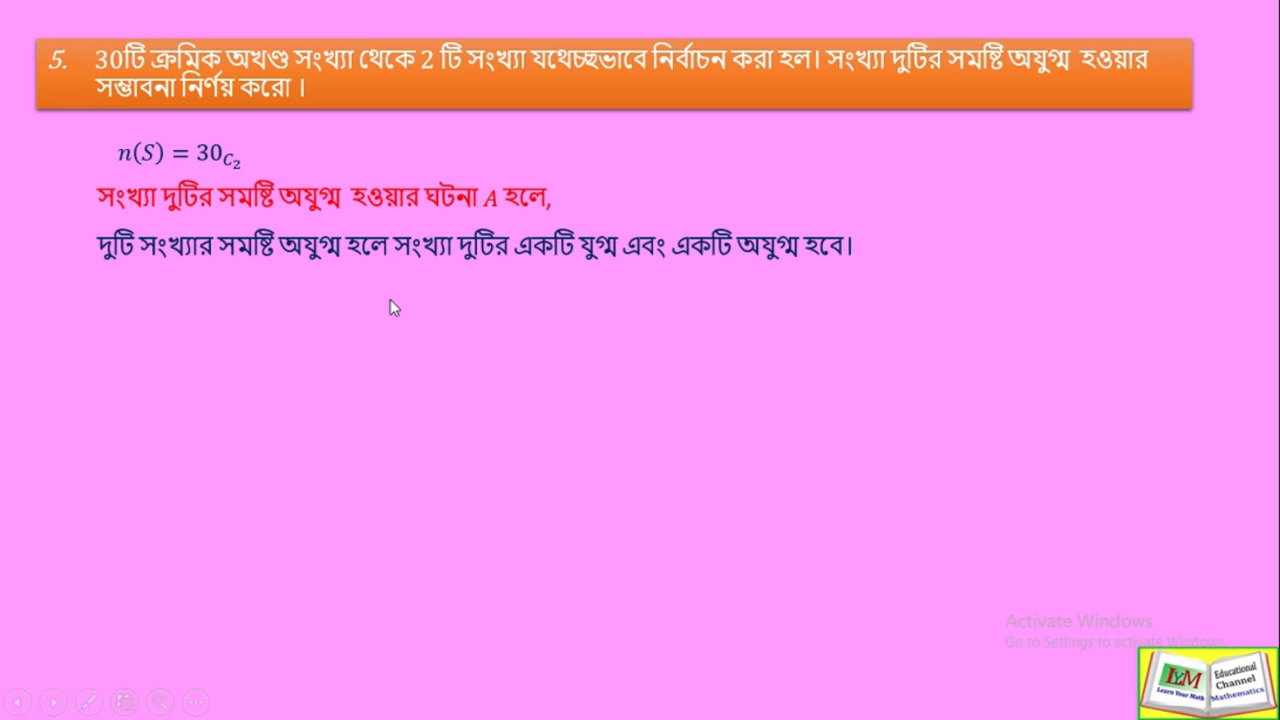 5. 30টি ক্রমিক অখণ্ড সংখ্যা থেকে 2 টি সংখ্যা যথেচ্ছভাবে নির্বাচন করা হল। সংখ্যা দুটির সমষ্টি অযুগ্ম হওয়ার
সম্ভাবনা নির্ণয় করো ।
n(S) = 30C₂
সংখ্যা দুটির সমষ্টি অযুগ্ম হওয়ার ঘটনা A হলে,
দুটি সংখ্যার সমষ্টি অযুগ্ম হলে সংখ্যা দুটির একটি যুগ্ম এবং একটি অযুগ্ম হবে।
Activate Windows
Go to Settings to activate Windows.
LYM
Learn Your Math
Educational
Channel
Mathematics